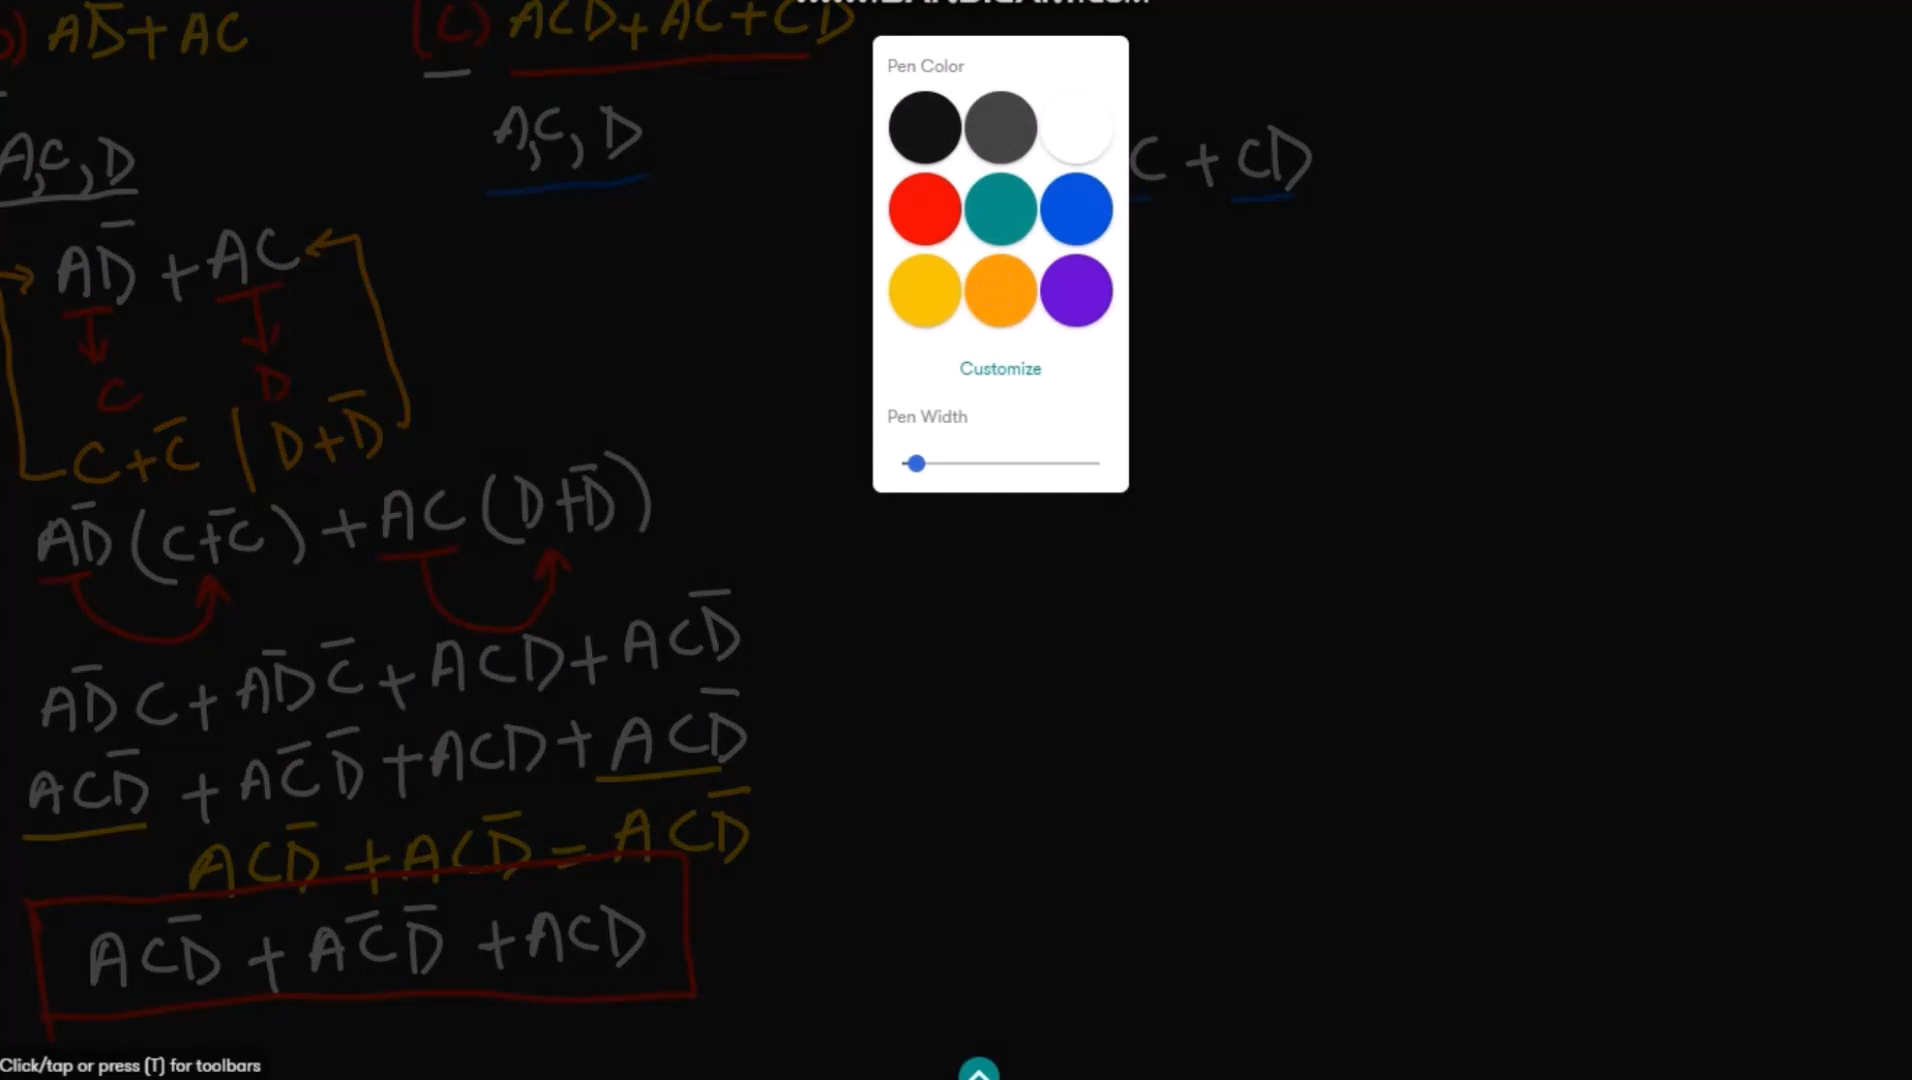 b) AD̅ + AC
(c) ACD + AC + CD
A,C,D
A,C,D
C + CD
AD̅ + AC
C
D
C+C̅ | D+D̅
AD̅(C+C̅) + AC(D+D̅)
AD̅C + AD̅C̅ + ACD + ACD̅
ACD̅ + AC̅D̅ + ACD + ACD̅
ACD̅ + ACD̅ = ACD̅
ACD̅ + AC̅D̅ + ACD
Pen Color
Customize
Pen Width
Click/tap or press (T) for toolbars